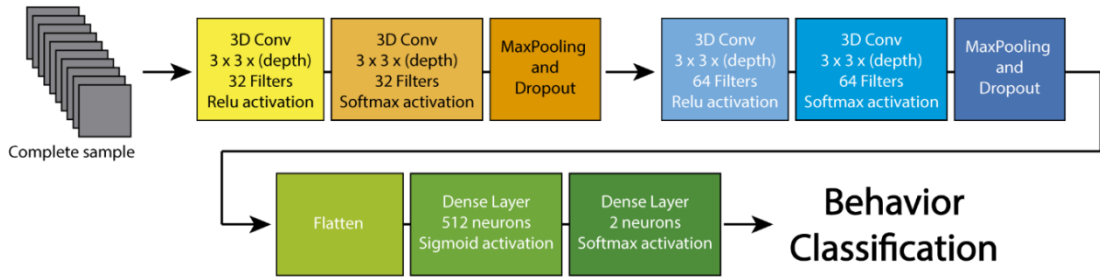 Complete sample
3D Conv
3 x 3 x (depth)
32 Filters
Relu activation
3D Conv
3 x 3 x (depth)
32 Filters
Softmax activation
MaxPooling
and
Dropout
3D Conv
3 x 3 x (depth)
64 Filters
Relu activation
3D Conv
3 x 3 x (depth)
64 Filters
Softmax activation
MaxPooling
and
Dropout
Flatten
Dense Layer
512 neurons
Sigmoid activation
Dense Layer
2 neurons
Softmax activation
Behavior
Classification